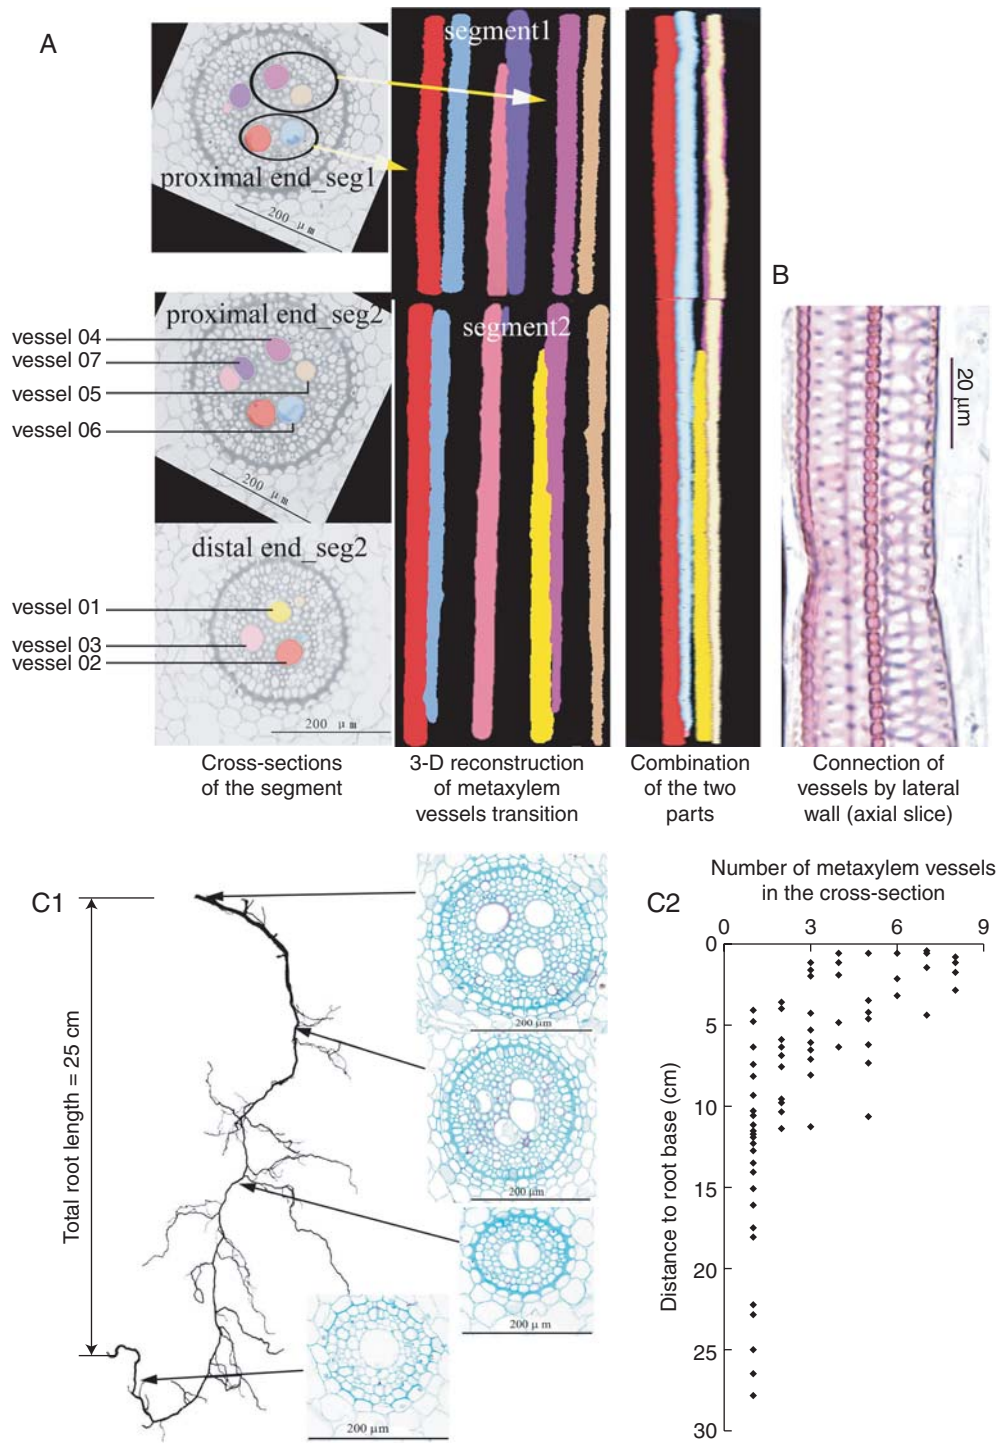 A
segment1
proximal end_seg1
200 μm
B
proximal end_seg2
segment2
vessel 04
vessel 07
vessel 05
vessel 06
200 μm
20 μm
distal end_seg2
vessel 01
vessel 03
vessel 02
200 μm
Cross-sections
of the segment
3-D reconstruction
of metaxylem
vessels transition
Combination
of the two
parts
Connection of
vessels by lateral
wall (axial slice)
C1
Total root length = 25 cm
200 μm
200 μm
200 μm
200 μm
C2
Number of metaxylem vessels
in the cross-section
0 3 6 9
Distance to root base (cm)
0
5
10
15
20
25
30